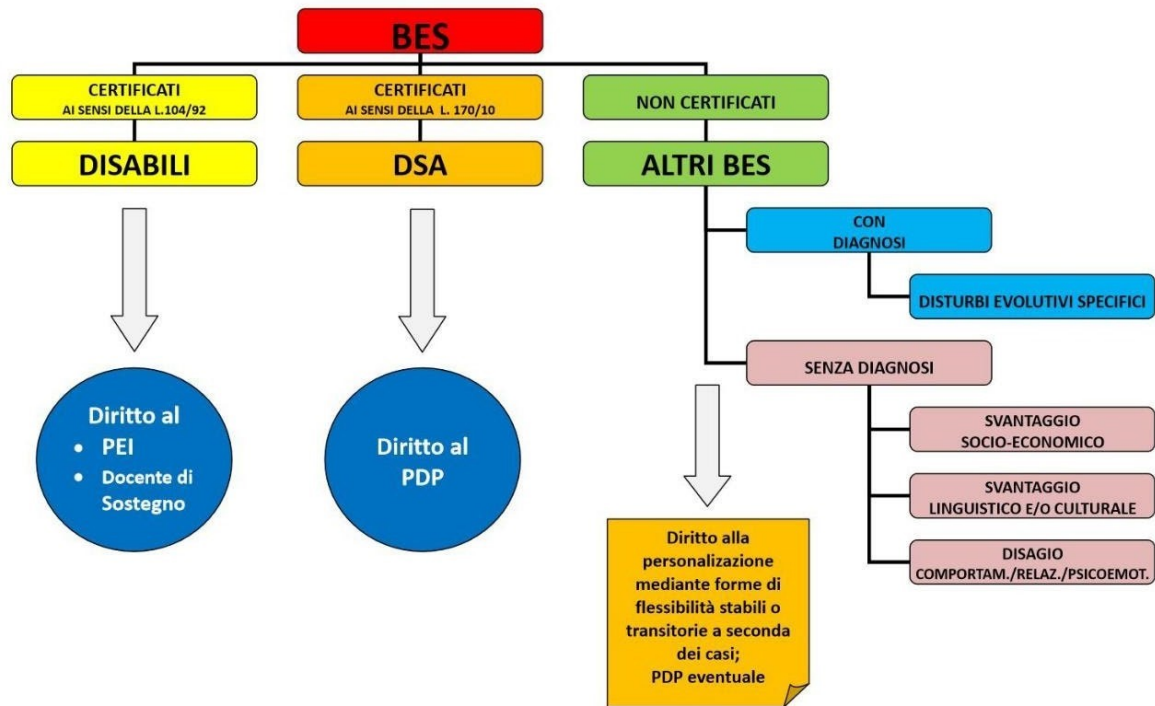 BES
CERTIFICATI
AI SENSI DELLA L.104/92
CERTIFICATI
AI SENSI DELLA L. 170/10
NON CERTIFICATI
DISABILI
DSA
ALTRI BES
CON
DIAGNOSI
DISTURBI EVOLUTIVI SPECIFICI
SENZA DIAGNOSI
SVANTAGGIO
SOCIO-ECONOMICO
SVANTAGGIO
LINGUISTICO E/O CULTURALE
DISAGIO
COMPORTAM./RELAZ./PSICOEMOT.
Diritto al
• PEI
• Docente di
Sostegno
Diritto al
PDP
Diritto alla
personalizazione
mediante forme di
flessibilità stabili o
transitorie a seconda
dei casi;
PDP eventuale